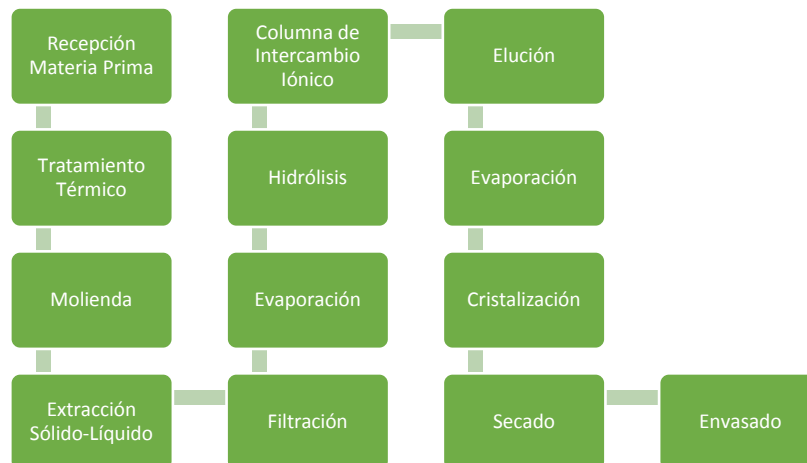 Recepción
Materia Prima
Tratamiento
Térmico
Molienda
Extracción
Sólido-Líquido
Filtración
Evaporación
Hidrólisis
Columna de
Intercambio
Iónico
Elución
Evaporación
Cristalización
Secado
Envasado